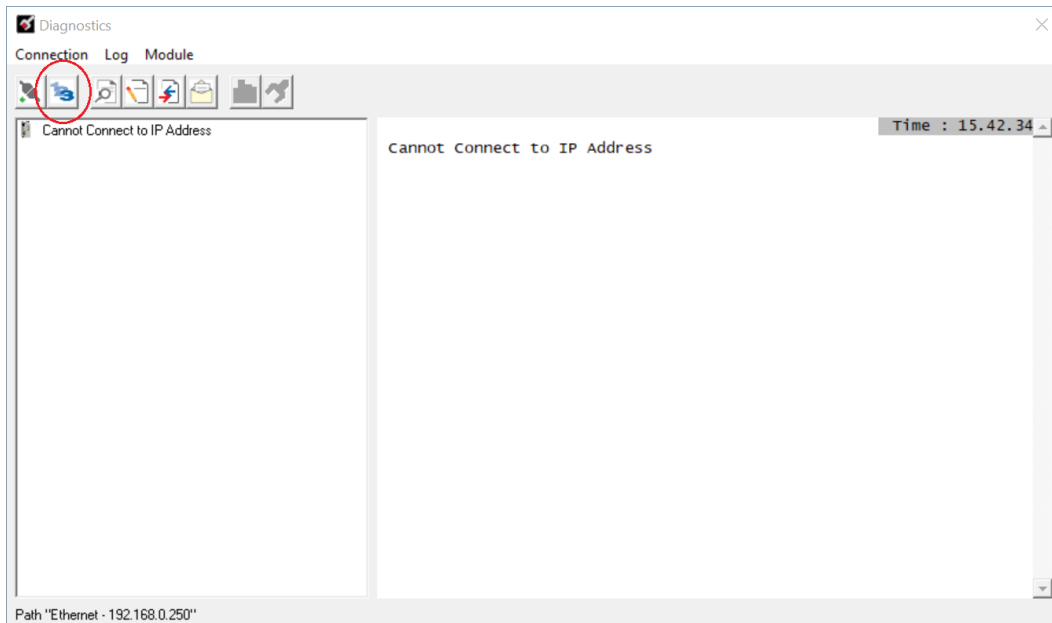 Diagnostics
Connection Log Module
Cannot Connect to IP Address
Time : 15.42.34
Cannot Connect to IP Address
Path "Ethernet - 192.168.0.250"